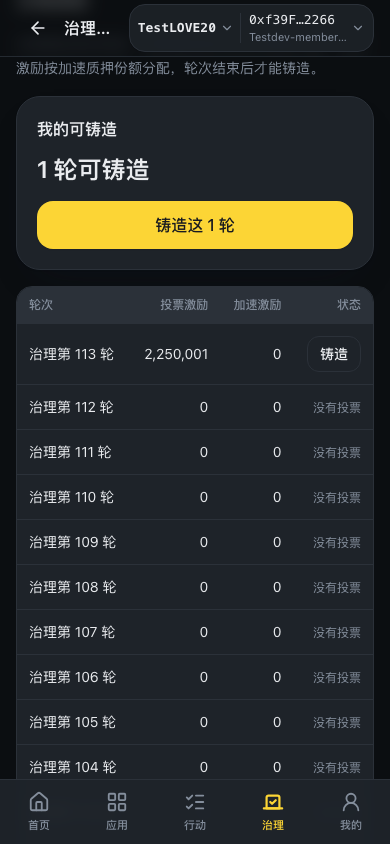 治理... TestLOVE20 0xf39F...2266
Testdev-member...
激励按加速质押份额分配，轮次结束后才能铸造。
我的可铸造
1 轮可铸造
铸造这 1 轮
轮次 投票激励 加速激励 状态
治理第 113 轮 2,250,001 0 铸造
治理第 112 轮 0 0 没有投票
治理第 111 轮 0 0 没有投票
治理第 110 轮 0 0 没有投票
治理第 109 轮 0 0 没有投票
治理第 108 轮 0 0 没有投票
治理第 107 轮 0 0 没有投票
治理第 106 轮 0 0 没有投票
治理第 105 轮 0 0 没有投票
治理第 104 轮 0 0 没有投票
首页 应用 行动 治理 我的